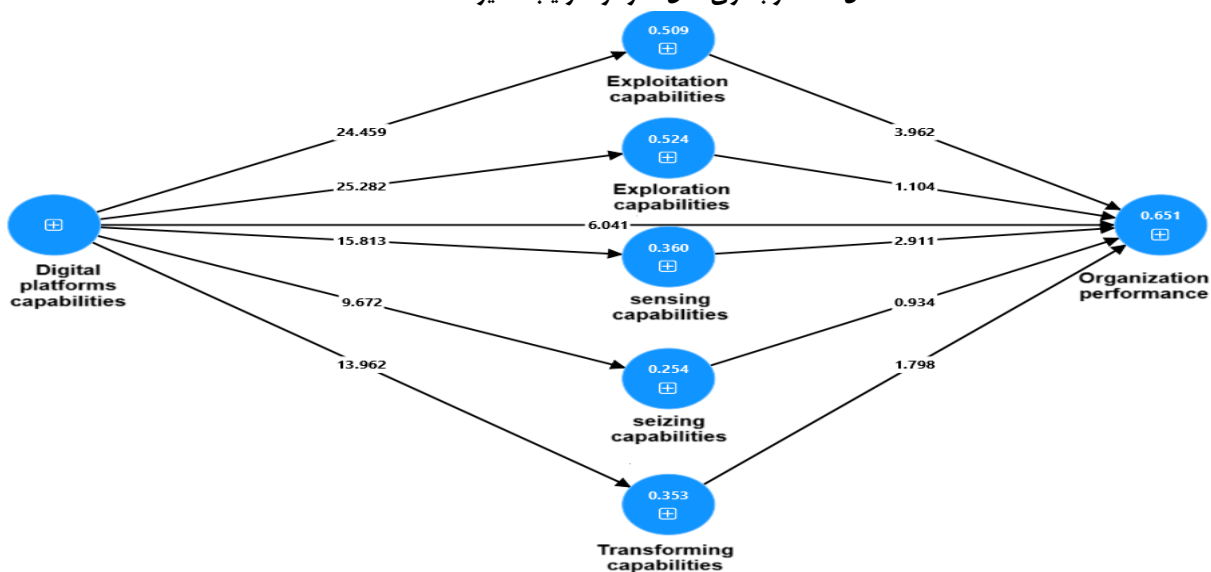 0.509
Exploitation
capabilities
24.459
3.962
0.524
Exploration
capabilities
25.282
1.104
Digital
platforms
capabilities
6.041
0.651
Organization
performance
15.813
0.360
sensing
capabilities
2.911
9.672
0.254
seizing
capabilities
0.934
13.962
0.353
Transforming
capabilities
1.798